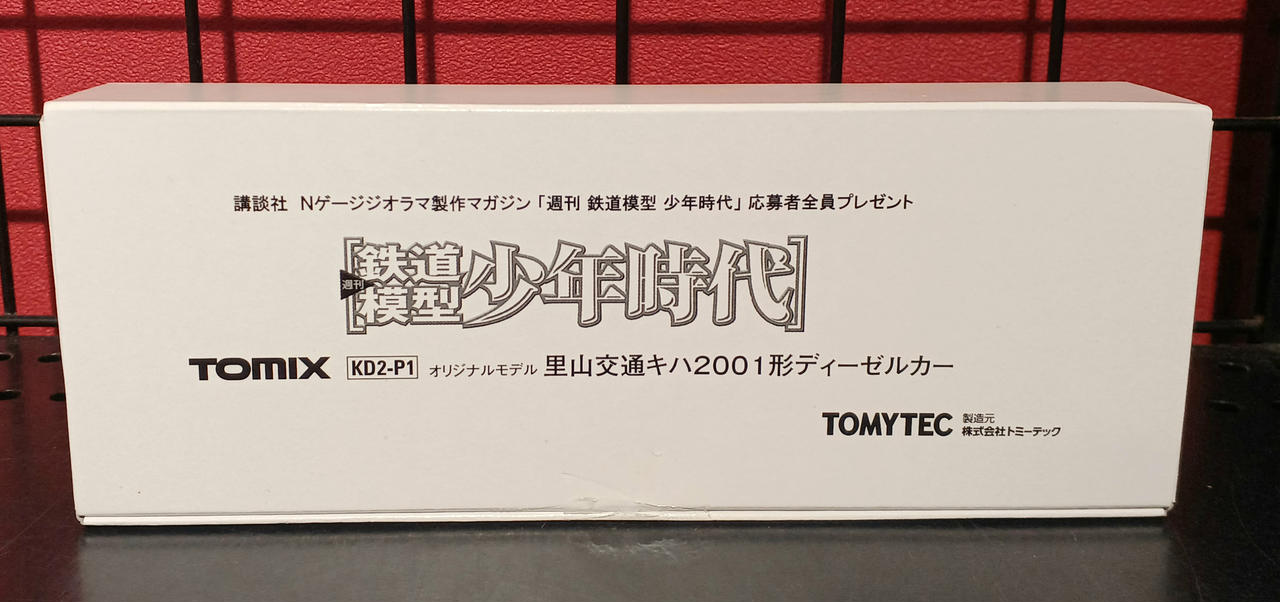 講談社 Nゲージジオラマ製作マガジン「週刊 鉄道模型 少年時代」応募者全員プレゼント
週刊 鉄道模型 少年時代
TOMIX KD2-P1 オリジナルモデル 里山交通キハ2001形ディーゼルカー
TOMYTEC 製造元
株式会社トミーテック